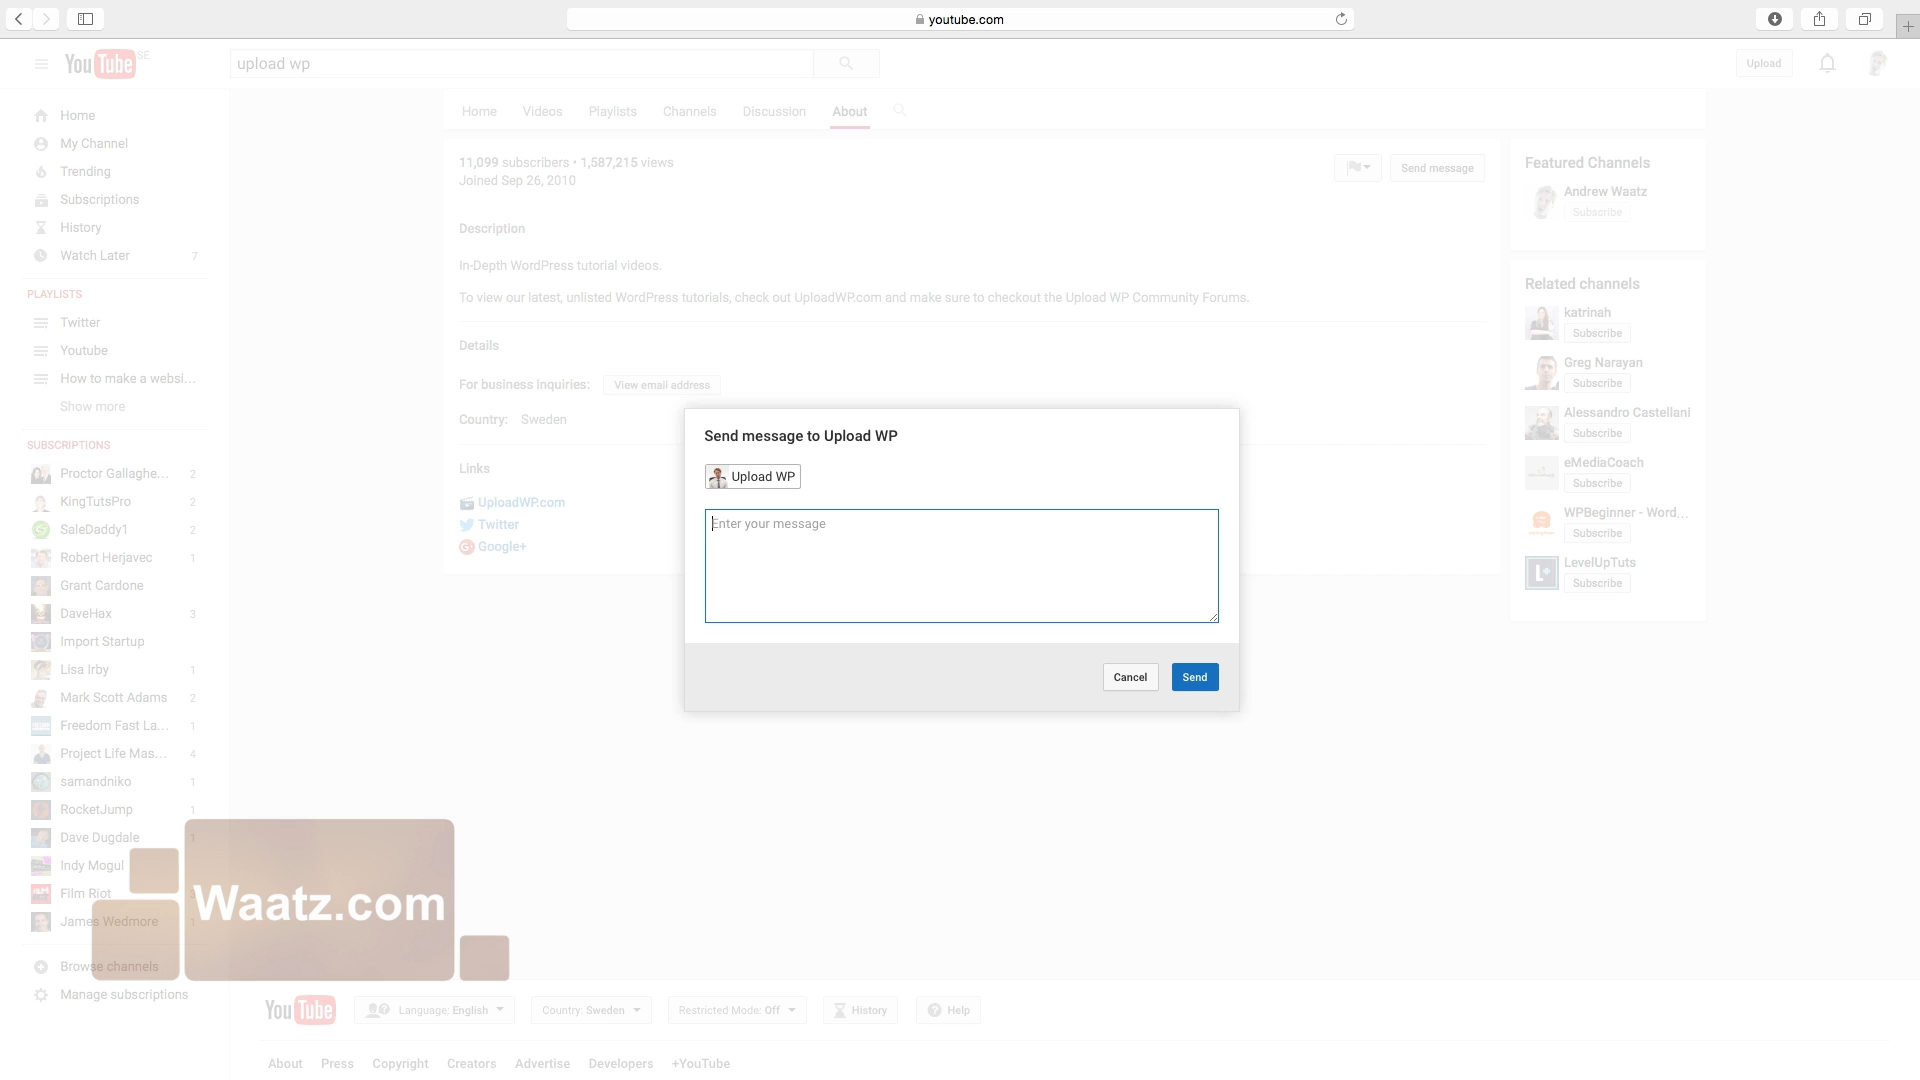 youtube.com
YouTube SE
upload wp
Upload
Home
My Channel
Trending
Subscriptions
History
Watch Later 7
PLAYLISTS
Twitter
Youtube
How to make a websi...
Show more
SUBSCRIPTIONS
Proctor Gallaghe... 2
KingTutsPro 2
SaleDaddy1 2
Robert Herjavec 1
Grant Cardone
DaveHax 3
Import Startup
Lisa Irby 1
Mark Scott Adams 2
Freedom Fast La... 1
Project Life Mas... 4
samandniko 1
RocketJump 1
Dave Dugdale 1
Indy Mogul
Film Riot
James Wedmore 1
Browse channels
Manage subscriptions
Waatz.com
Home Videos Playlists Channels Discussion About
11,099 subscribers • 1,587,215 views
Joined Sep 26, 2010
Send message
Description
In-Depth WordPress tutorial videos.
To view our latest, unlisted WordPress tutorials, check out UploadWP.com and make sure to checkout the Upload WP Community Forums.
Details
For business inquiries: View email address
Country: Sweden
Links
UploadWP.com
Twitter
Google+
Send message to Upload WP
Upload WP
Enter your message
Cancel Send
Featured Channels
Andrew Waatz
Subscribe
Related channels
katrinah
Subscribe
Greg Narayan
Subscribe
Alessandro Castellani
Subscribe
eMediaCoach
Subscribe
WPBeginner - Word...
Subscribe
LevelUpTuts
Subscribe
YouTube Language: English Country: Sweden Restricted Mode: Off History Help
About Press Copyright Creators Advertise Developers +YouTube